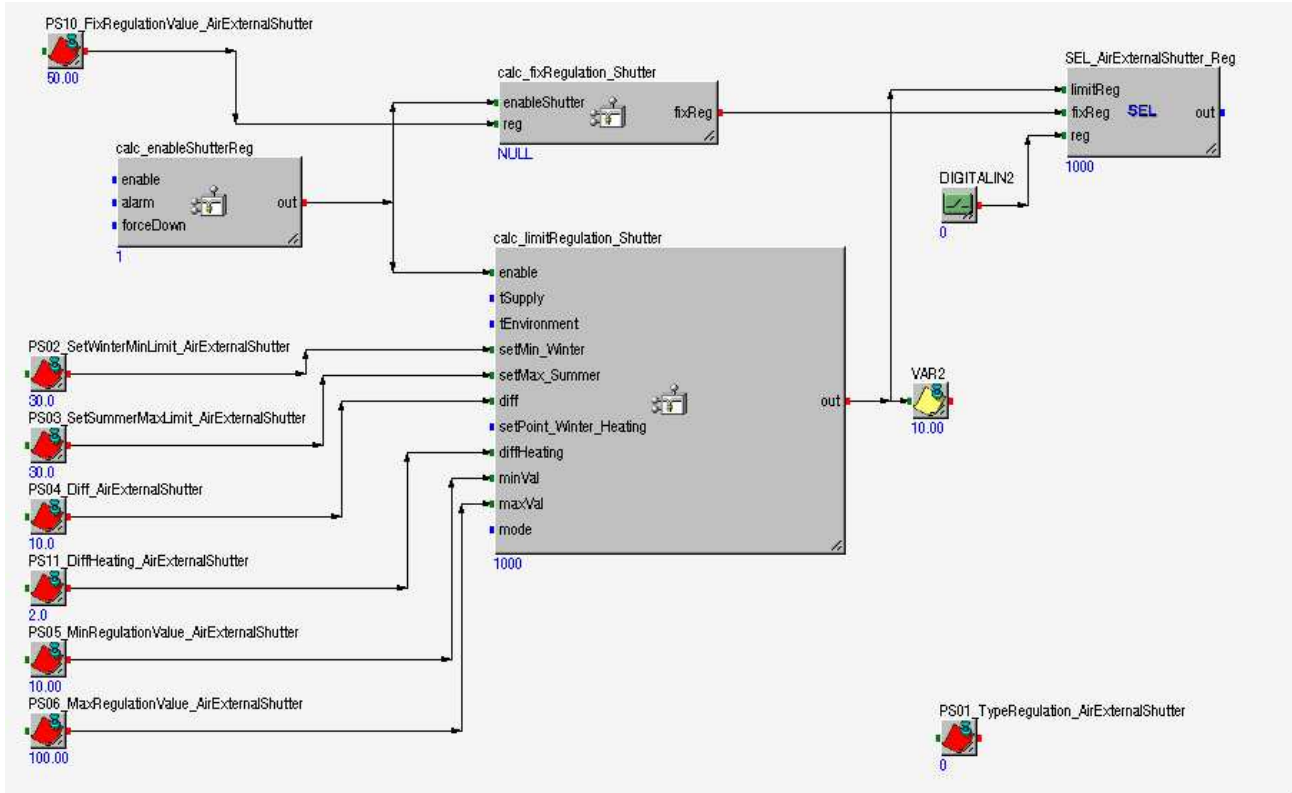 PS10_FixRegulationValue_AirExternalShutter
50.00
calc_fixRegulation_Shutter
enableShutter
reg
fixReg
NULL
SEL_AirExternalShutter_Reg
limitReg
fixReg
reg
SEL
out
1000
calc_enableShutterReg
enable
alarm
forceDown
out
1
DIGITALIN2
0
calc_limitRegulation_Shutter
enable
tSupply
tEnvironment
setMin_Winter
setMax_Summer
diff
setPoint_Winter_Heating
diffHeating
minVal
maxVal
mode
out
1000
VAR2
10.00
PS02_SetWinterMinLimit_AirExternalShutter
30.0
PS03_SetSummerMaxLimit_AirExternalShutter
30.0
PS04_Diff_AirExternalShutter
10.0
PS11_DiffHeating_AirExternalShutter
2.0
PS05_MinRegulationValue_AirExternalShutter
10.00
PS06_MaxRegulationValue_AirExternalShutter
100.00
PS01_TypeRegulation_AirExternalShutter
0